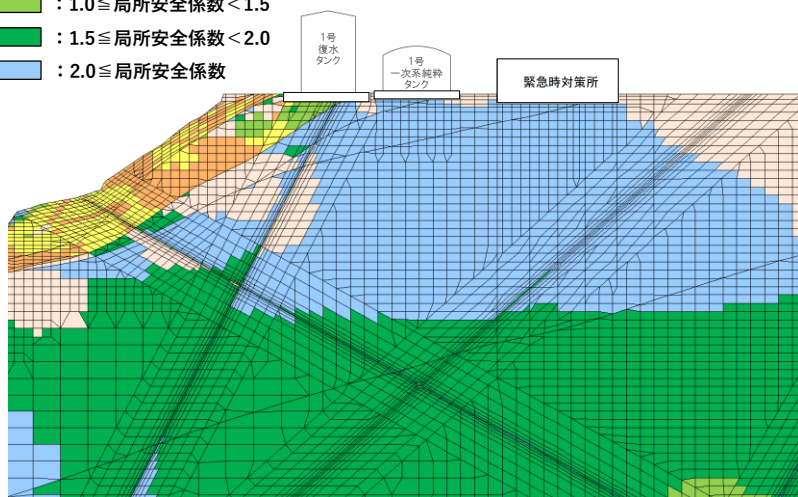 ：1.0≦局所安全係数＜1.5
：1.5≦局所安全係数＜2.0
：2.0≦局所安全係数
1号
復水
タンク
1号
一次系純粋
タンク
緊急時対策所